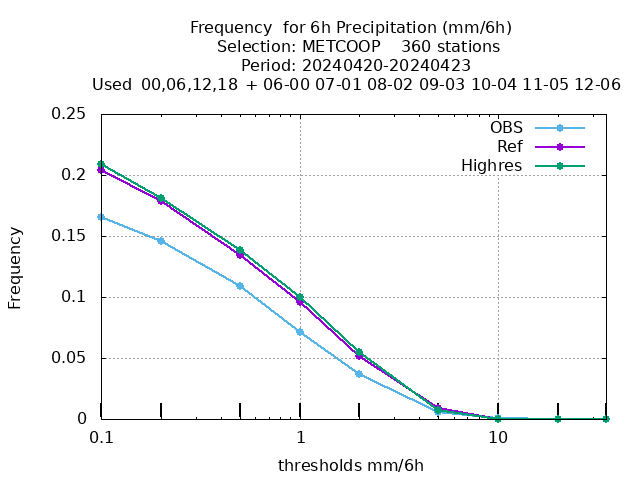 Frequency  for 6h Precipitation (mm/6h)
Selection: METCOOP    360 stations
Period: 20240420-20240423
Used  00,06,12,18  + 06-00 07-01 08-02 09-03 10-04 11-05 12-06
OBS
Ref
Highres
0.25
0.2
0.15
0.1
0.05
0
Frequency
0.1 1 10
thresholds mm/6h